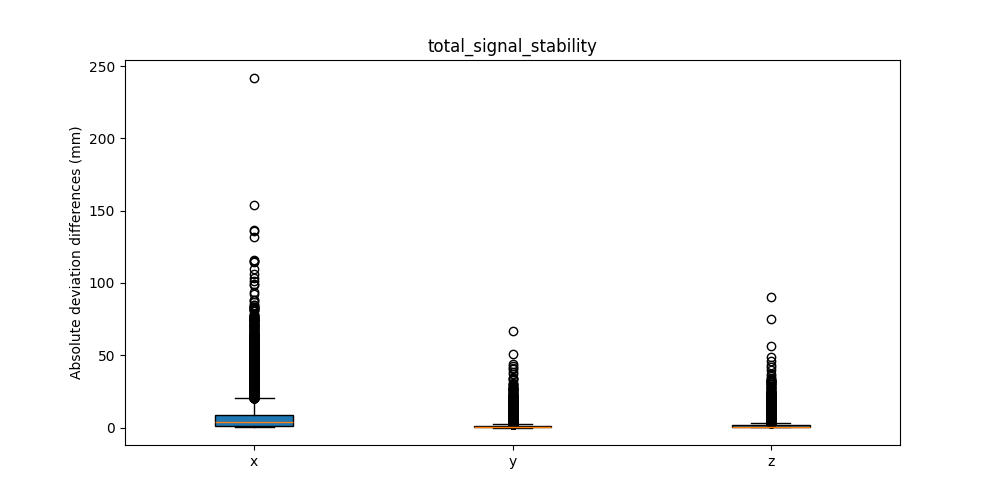 total_signal_stability
Absolute deviation differences (mm)
250
200
150
100
50
0
x
y
z